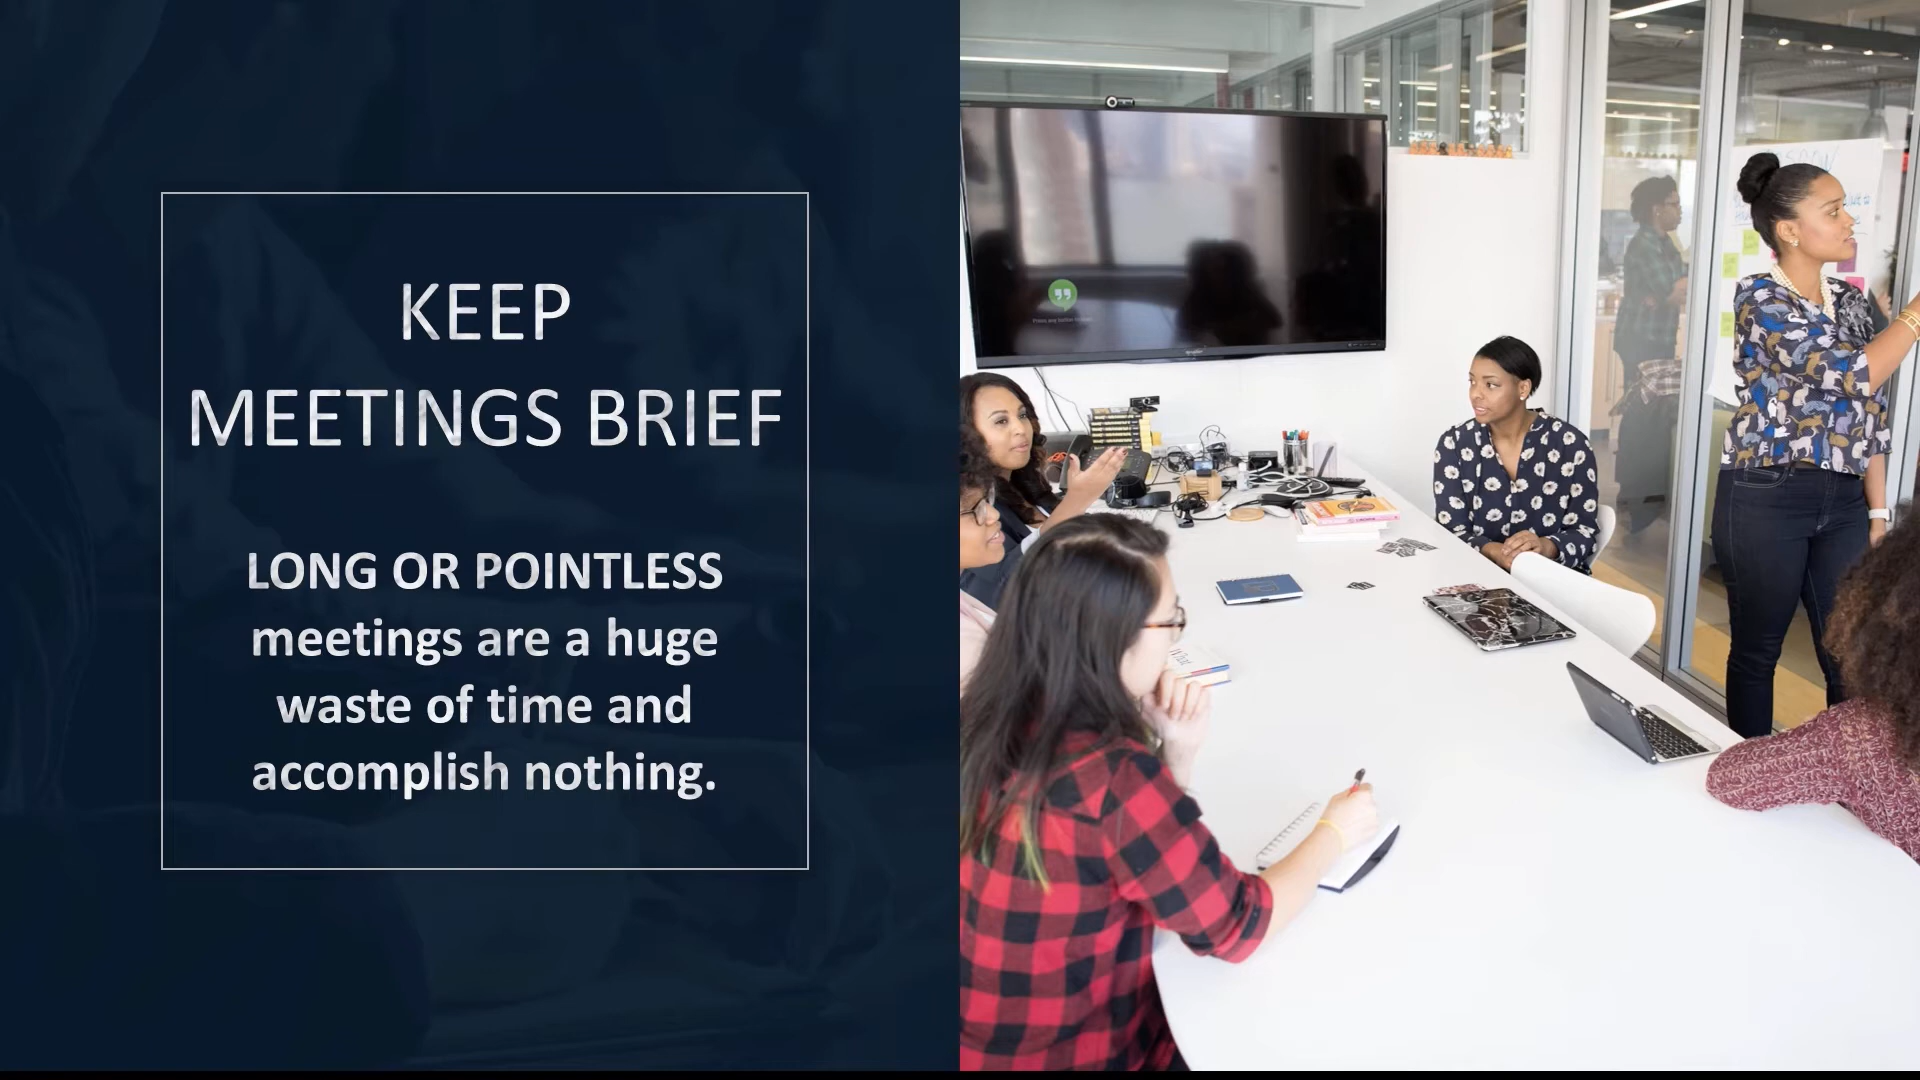 KEEP
MEETINGS BRIEF
LONG OR POINTLESS
meetings are a huge
waste of time and
accomplish nothing.